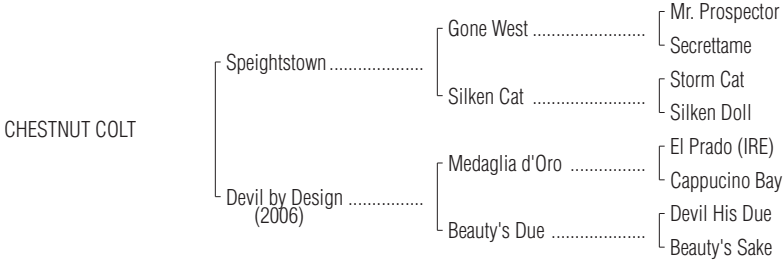 Mr. Prospector
Gone West ........................
Secrettame
Speightstown ....................
Storm Cat
Silken Cat ........................
Silken Doll
CHESTNUT COLT
El Prado (IRE)
Medaglia d'Oro ................
Cappucino Bay
Devil by Design ................
(2006)
Devil His Due
Beauty's Due ....................
Beauty's Sake